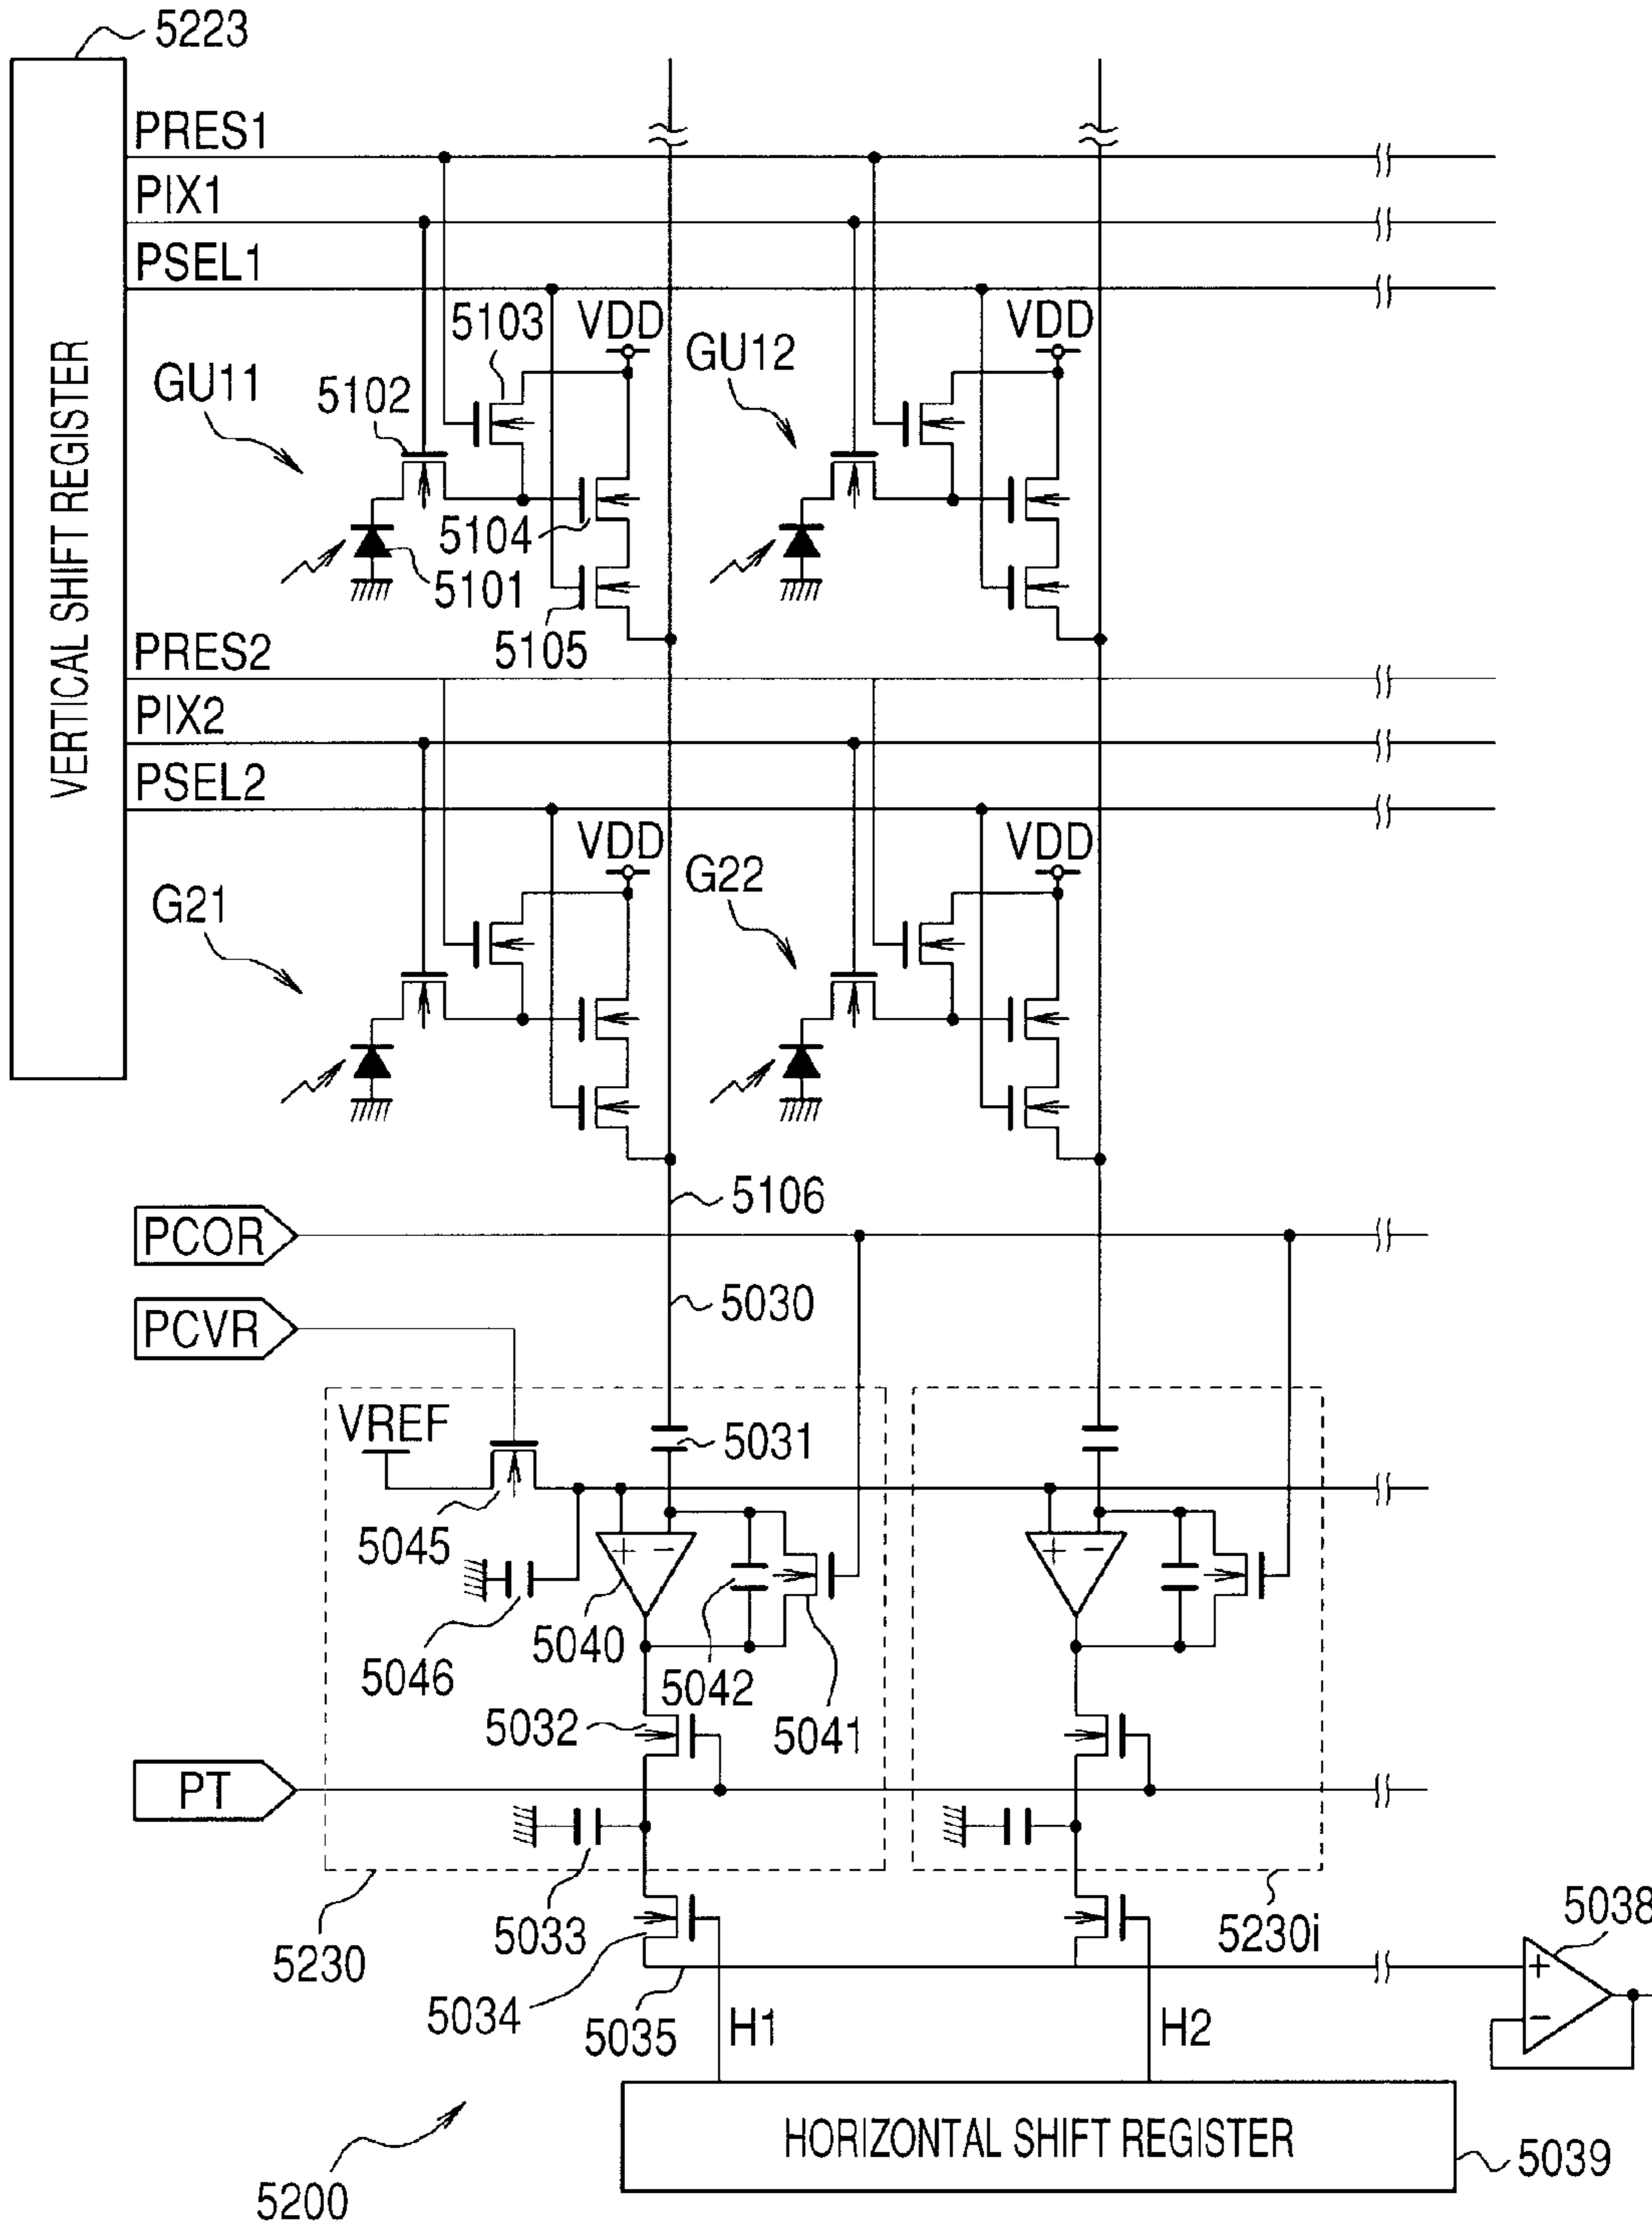 5223
PRES1
PIX1
PSEL1
5103
VDD
VDD
GU11
5102
GU12
5104
5101
5105
VERTICAL SHIFT REGISTER
PRES2
PIX2
PSEL2
VDD
VDD
G21
G22
5106
PCOR
5030
PCVR
VREF
5031
5045
+ −
+ −
5046
5040
5042
5041
5032
PT
5033
5230
5230i
5038
+
−
5034
5035
H1
H2
HORIZONTAL SHIFT REGISTER
5039
5200